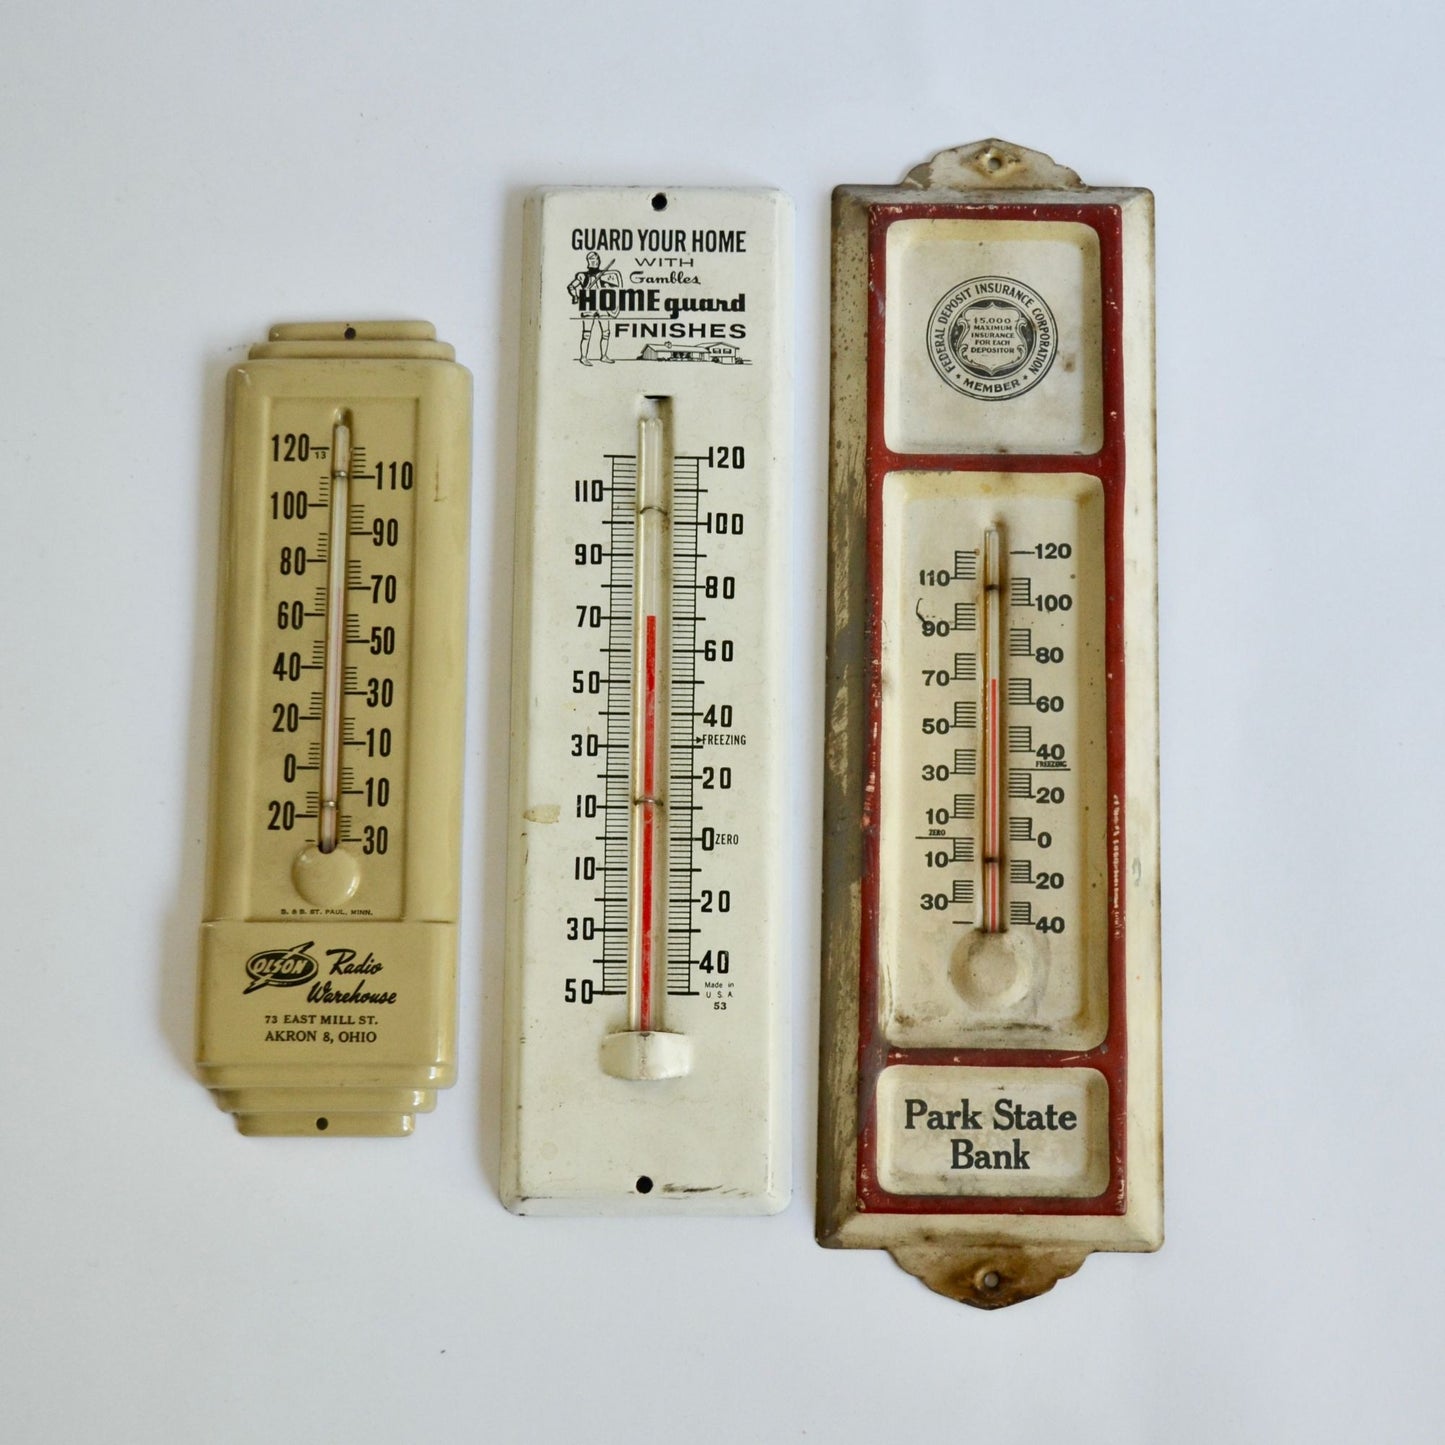 120 13
110
100
90
80
70
60
50
40
30
20
10
0
10
20
30
B. & B. ST. PAUL, MINN.
OLSON Radio
Warehouse
73 EAST MILL ST.
AKRON 8, OHIO
GUARD YOUR HOME
WITH
Gambles
HOME guard
FINISHES
120
110
100
90
80
70
60
50
40
FREEZING
30
20
10
0 ZERO
10
20
30
40
50
Made in
U. S. A.
53
FEDERAL DEPOSIT INSURANCE CORPORATION
$5,000
MAXIMUM
INSURANCE
FOR EACH
DEPOSITOR
• MEMBER •
120
110
100
90
80
70
60
50
40
FREEZING
30
20
10
ZERO
0
10
20
30
40
Park State
Bank